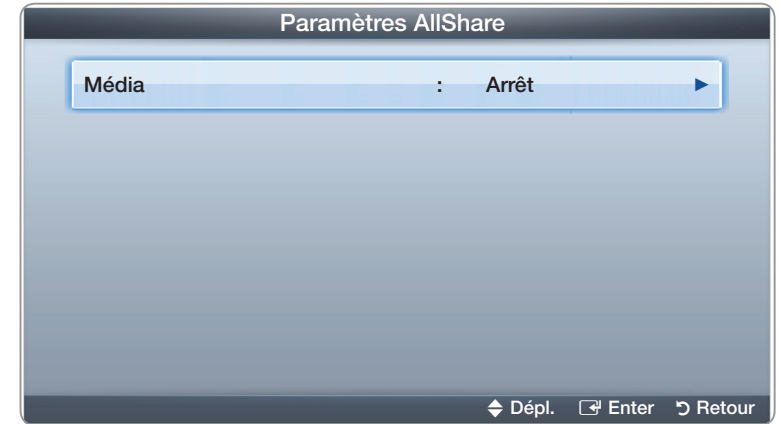 Paramètres AllShare
Média : Arrêt ►
Dépl. Enter Retour